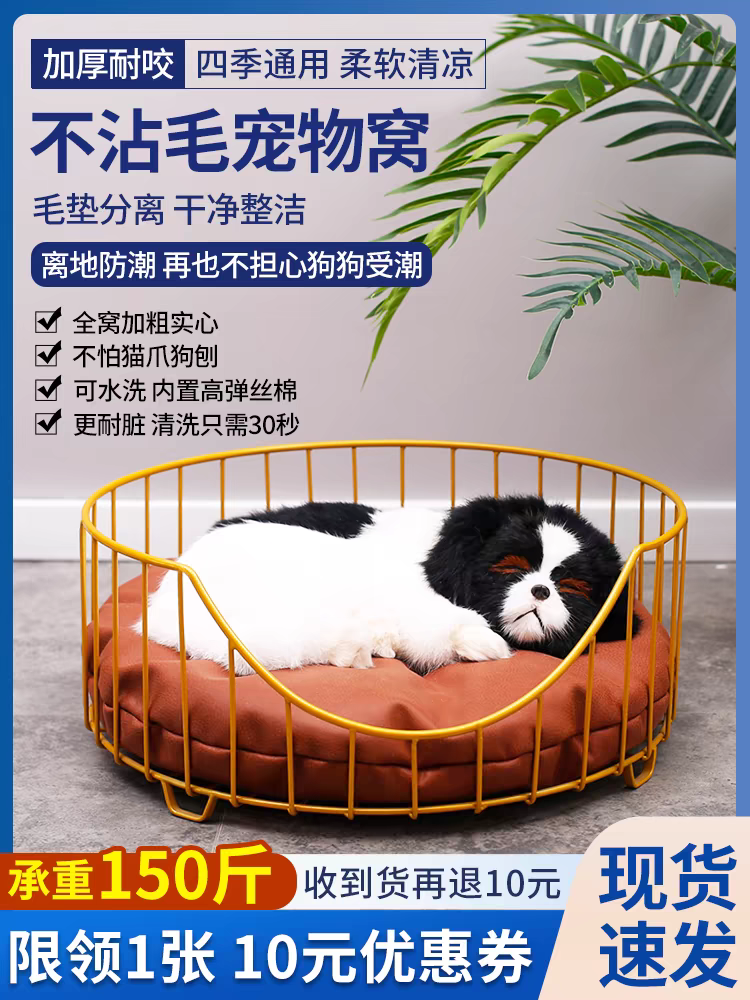 加厚耐咬 四季通用 柔软清凉
不沾毛宠物窝
毛垫分离 干净整洁
离地防潮 再也不担心狗狗受潮
全窝加粗实心
不怕猫爪狗刨
可水洗 内置高弹丝棉
更耐脏 清洗只需30秒
承重150斤 收到货再退10元
限领1张 10元优惠券
现货
速发